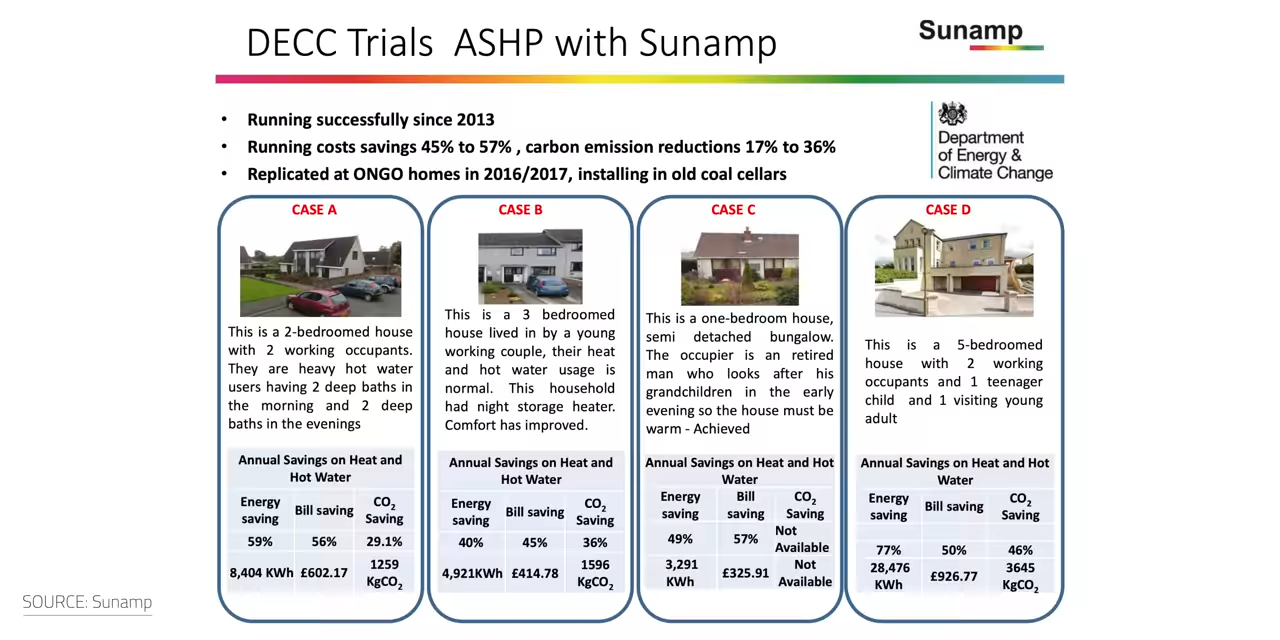 DECC Trials ASHP with Sunamp
Sunamp
• Running successfully since 2013
• Running costs savings 45% to 57% , carbon emission reductions 17% to 36%
• Replicated at ONGO homes in 2016/2017, installing in old coal cellars
Department
of Energy &
Climate Change
CASE A
This is a 2-bedroomed house
with 2 working occupants.
They are heavy hot water
users having 2 deep baths in
the morning and 2 deep
baths in the evenings
Annual Savings on Heat and
Hot Water
Energy saving Bill saving CO2 Saving
59% 56% 29.1%
8,404 KWh £602.17 1259 KgCO2
CASE B
This is a 3 bedroomed
house lived in by a young
working couple, their heat
and hot water usage is
normal. This household
had night storage heater.
Comfort has improved.
Annual Savings on Heat and
Hot Water
Energy saving Bill saving CO2 Saving
40% 45% 36%
4,921KWh £414.78 1596 KgCO2
CASE C
This is a one-bedroom house,
semi detached bungalow.
The occupier is an retired
man who looks after his
grandchildren in the early
evening so the house must be
warm - Achieved
Annual Savings on Heat and Hot
Water
Energy saving Bill saving CO2 Saving
49% 57% Not Available
3,291 KWh £325.91 Not Available
CASE D
This is a 5-bedroomed
house with 2 working
occupants and 1 teenager
child and 1 visiting young
adult
Annual Savings on Heat and Hot
Water
Energy saving Bill saving CO2 Saving
77% 50% 46%
28,476 KWh £926.77 3645 KgCO2
SOURCE: Sunamp